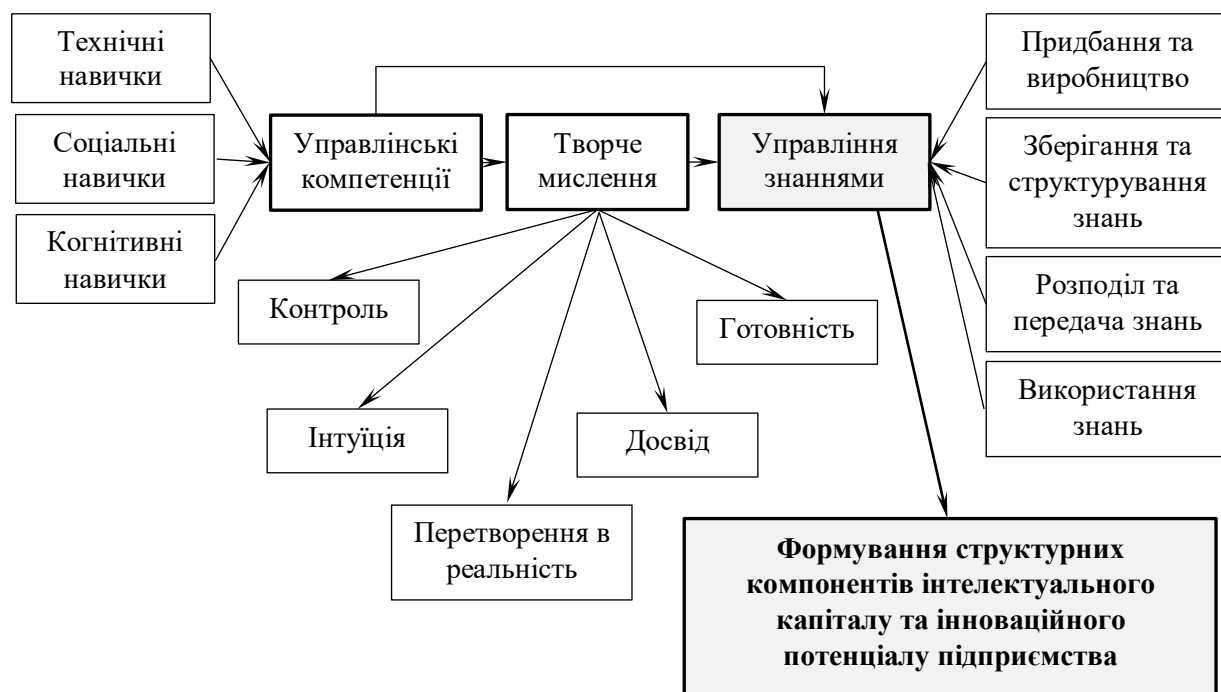 Технічні
навички
Соціальні
навички
Когнітивні
навички
Управлінські
компетенції
Творче
мислення
Управління
знаннями
Придбання та
виробництво
Зберігання та
структурування
знань
Розподіл та
передача знань
Використання
знань
Контроль
Готовність
Інтуїція
Досвід
Перетворення в
реальність
Формування структурних
компонентів інтелектуального
капіталу та інноваційного
потенціалу підприємства